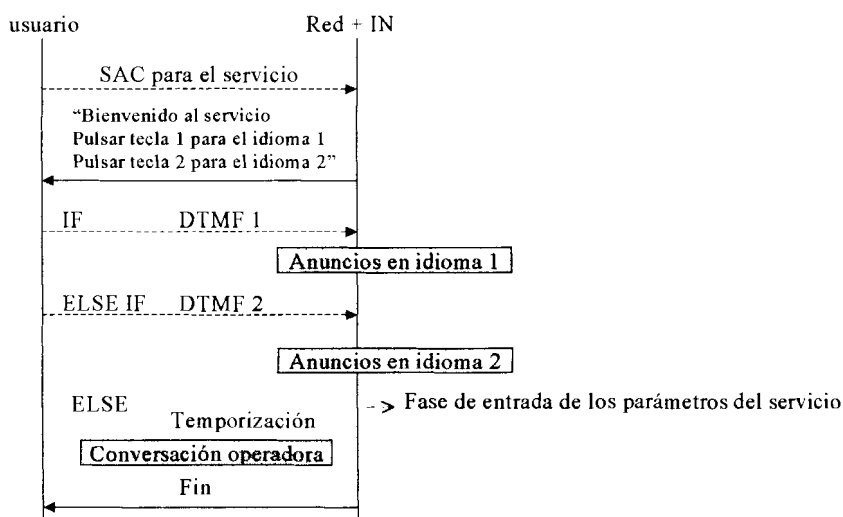 usuario Red + IN
SAC para el servicio
“Bienvenido al servicio
Pulsar tecla 1 para el idioma 1
Pulsar tecla 2 para el idioma 2”
IF DTMF 1
Anuncios en idioma 1
ELSE IF DTMF 2
Anuncios en idioma 2
ELSE
-> Fase de entrada de los parámetros del servicio
Temporización
Conversación operadora
Fin